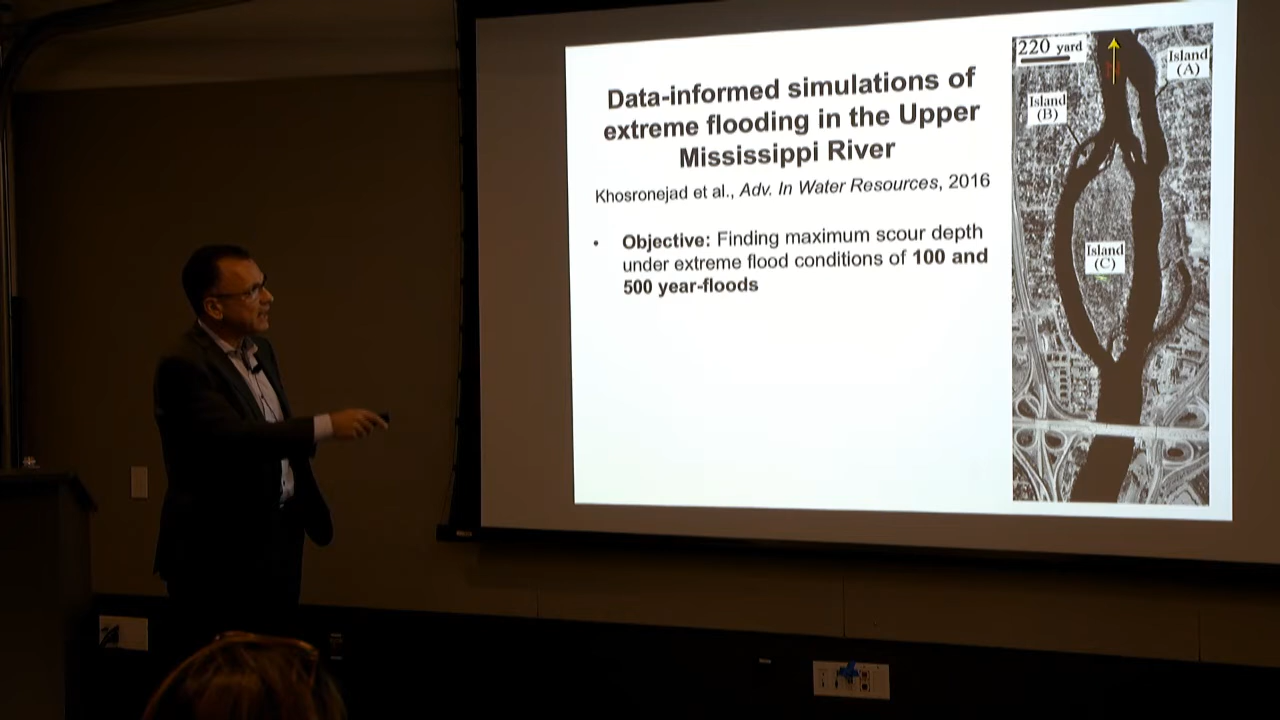 Data-informed simulations of
extreme flooding in the Upper
Mississippi River
Khosronejad et al., Adv. In Water Resources, 2016
• Objective: Finding maximum scour depth
under extreme flood conditions of 100 and
500 year-floods
220 yard
Island
(A)
Island
(B)
Island
(C)